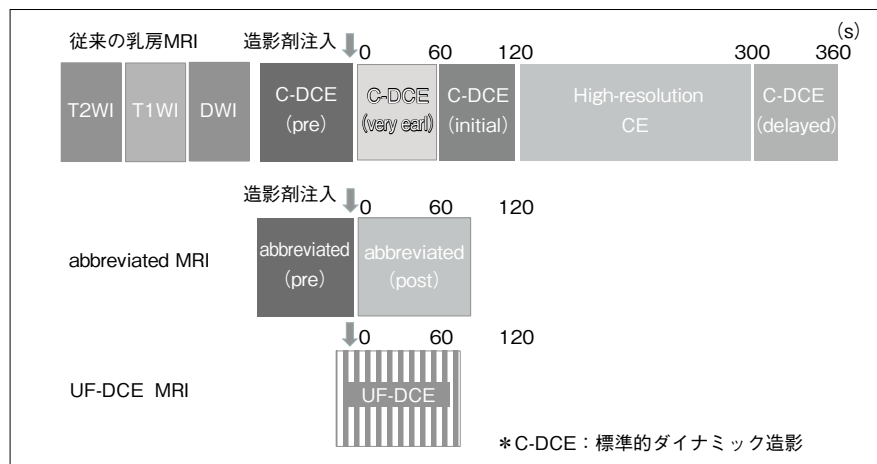 従来の乳房MRI 造影剤注入 (s)
0 60 120 300 360
T2WI T1WI DWI C-DCE (pre) C-DCE (very earl) C-DCE (initial) High-resolution CE C-DCE (delayed)
造影剤注入
0 60 120
abbreviated MRI abbreviated (pre) abbreviated (post)
0 60 120
UF-DCE MRI UF-DCE
*C-DCE：標準的ダイナミック造影